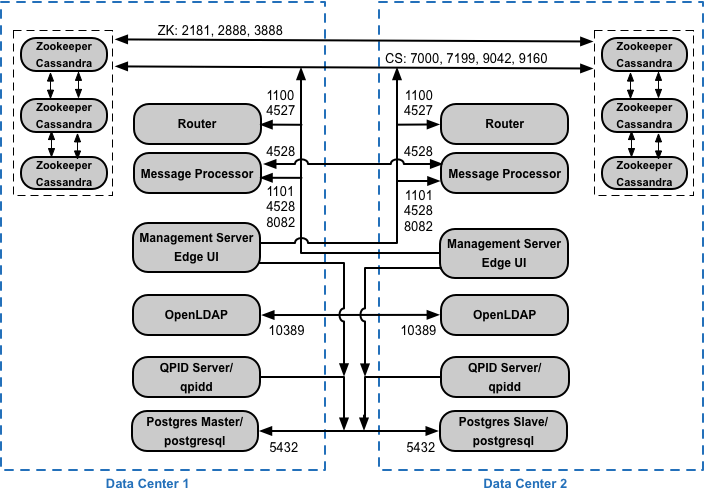 ZK: 2181, 2888, 3888
CS: 7000, 7199, 9042, 9160
Zookeeper
Cassandra
Zookeeper
Cassandra
Zookeeper
Cassandra
Zookeeper
Cassandra
Zookeeper
Cassandra
Zookeeper
Cassandra
Router
1100
4527
1100
4527
Router
Message Processor
4528
4528
Message Processor
1101
4528
8082
1101
4528
8082
Management Server
Edge UI
Management Server
Edge UI
OpenLDAP
10389
10389
OpenLDAP
QPID Server/
qpidd
QPID Server/
qpidd
Postgres Master/
postgresql
5432
5432
Postgres Slave/
postgresql
Data Center 1
Data Center 2